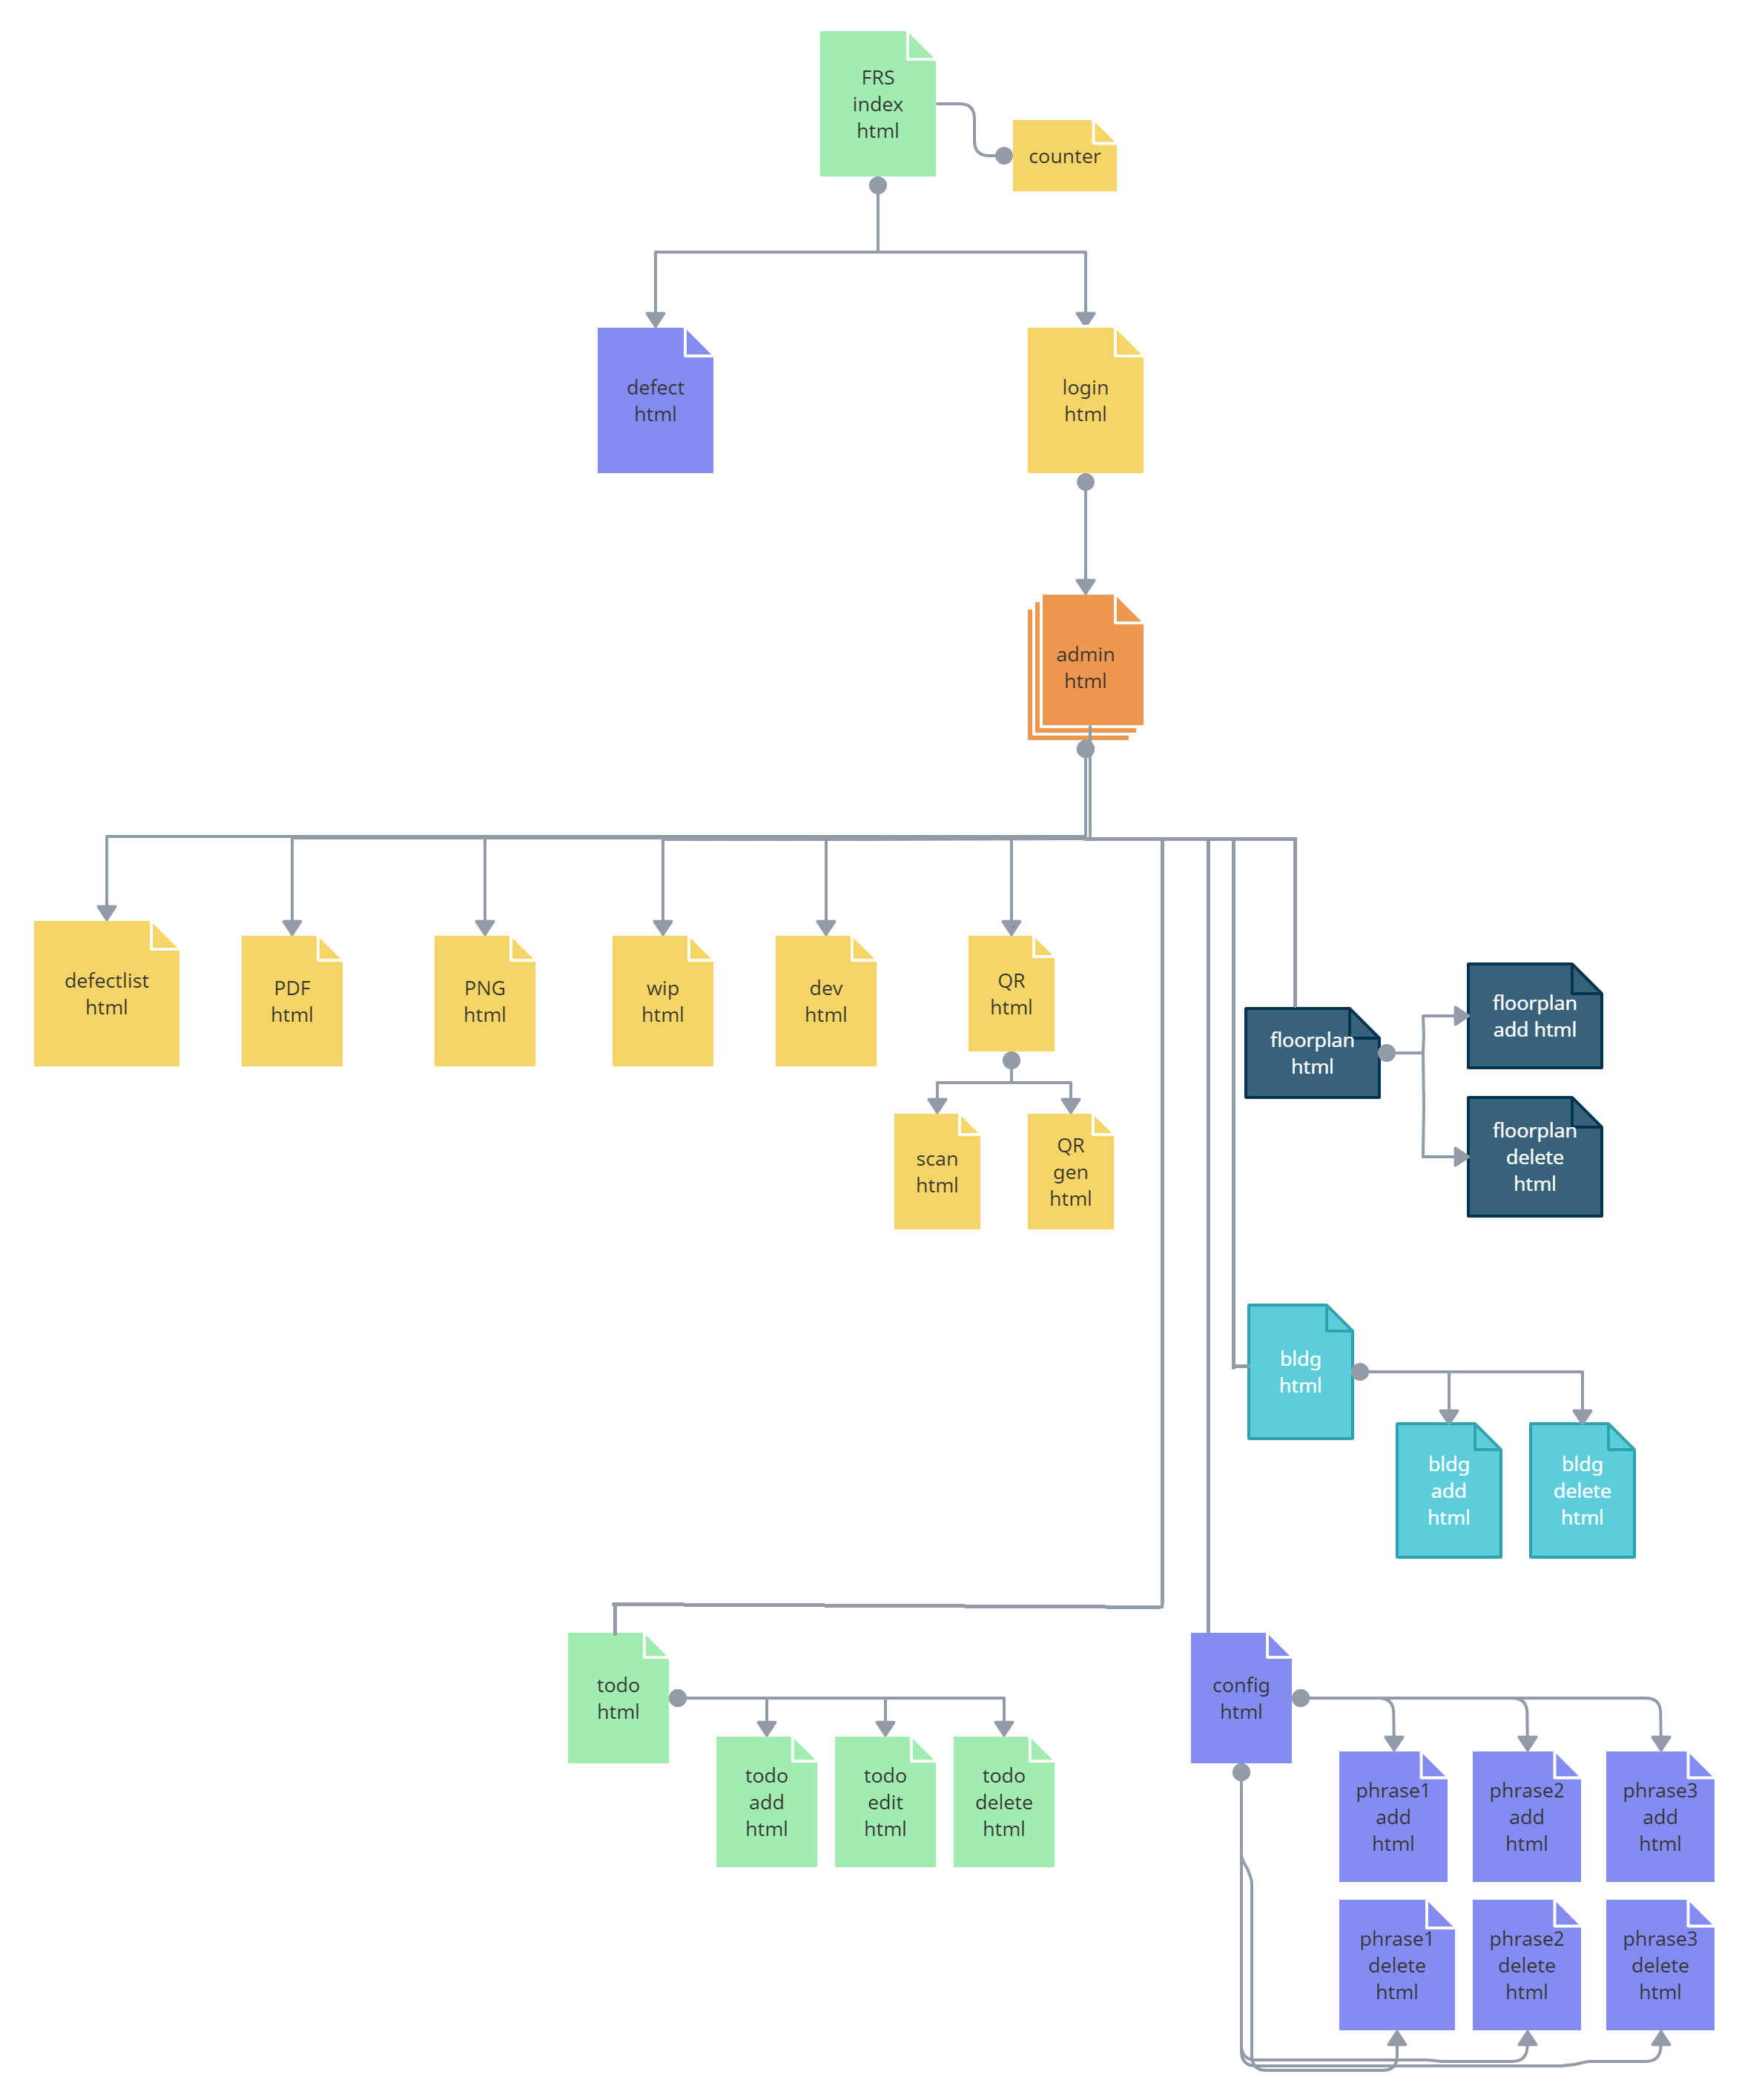 FRS
index
html
counter
defect
html
login
html
admin
html
defectlist
html
PDF
html
PNG
html
wip
html
dev
html
QR
html
scan
html
QR
gen
html
floorplan
html
floorplan
add html
floorplan
delete
html
bldg
html
bldg
add
html
bldg
delete
html
todo
html
todo
add
html
todo
edit
html
todo
delete
html
config
html
phrase1
add
html
phrase2
add
html
phrase3
add
html
phrase1
delete
html
phrase2
delete
html
phrase3
delete
html